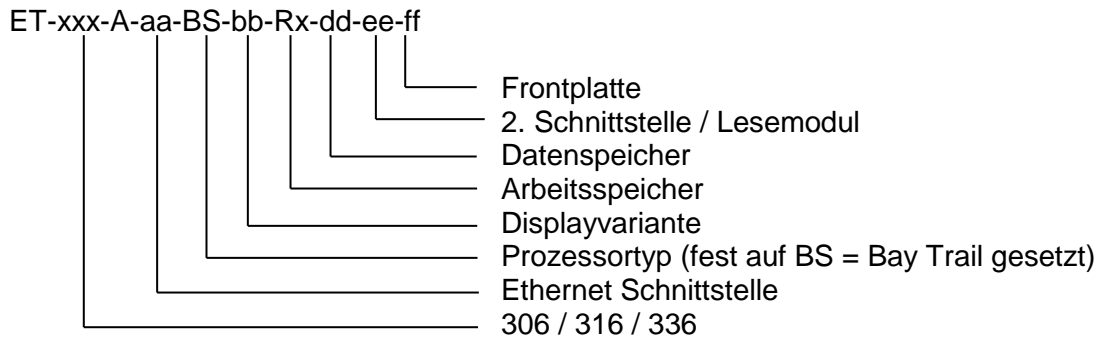 ET-xxx-A-aa-BS-bb-Rx-dd-ee-ff
Frontplatte
2. Schnittstelle / Lesemodul
Datenspeicher
Arbeitsspeicher
Displayvariante
Prozessortyp (fest auf BS = Bay Trail gesetzt)
Ethernet Schnittstelle
306 / 316 / 336